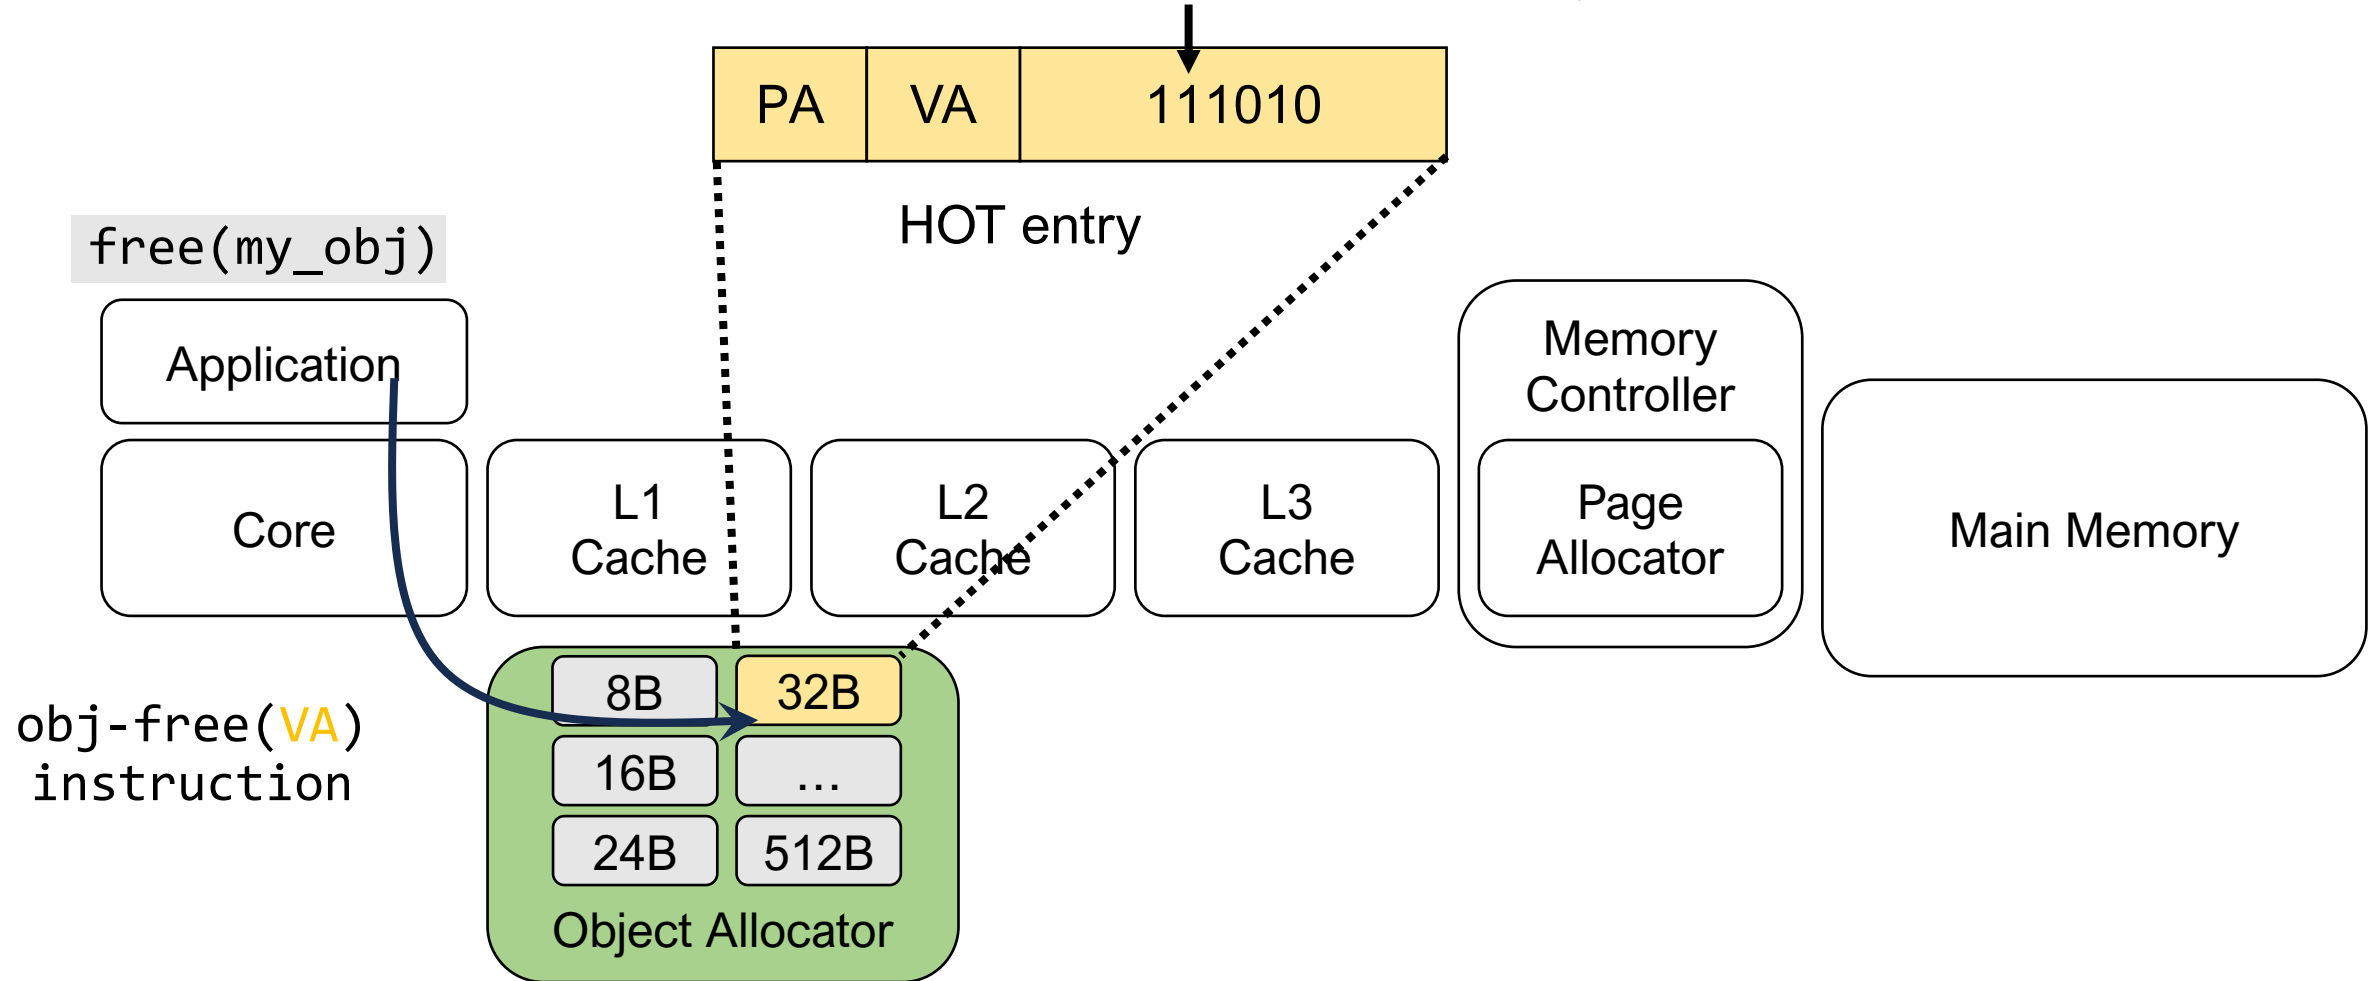 PA VA 111010
HOT entry
free(my_obj)
Application
Core
L1
Cache
L2
Cache
L3
Cache
Memory
Controller
Page
Allocator
Main Memory
obj-free(VA)
instruction
8B 32B
16B ...
24B 512B
Object Allocator